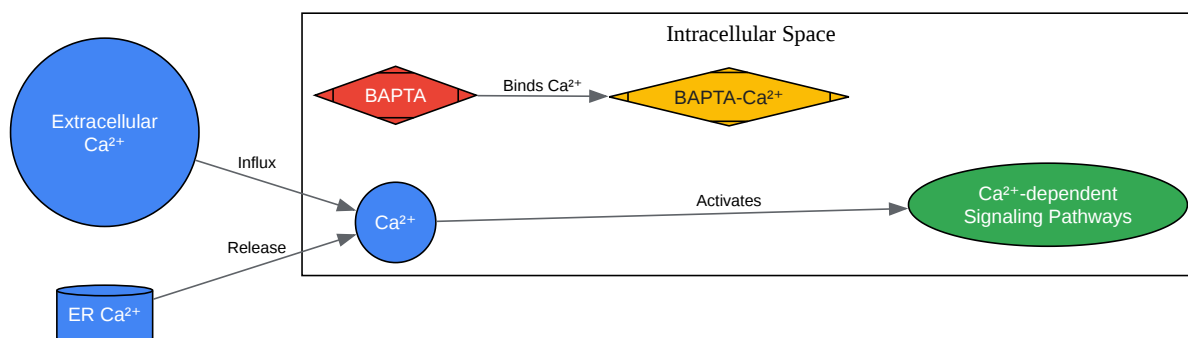 Intracellular Space
BAPTA
Binds Ca²⁺
BAPTA-Ca²⁺
Extracellular
Ca²⁺
Influx
Ca²⁺
Activates
Ca²⁺-dependent
Signaling Pathways
Release
ER Ca²⁺